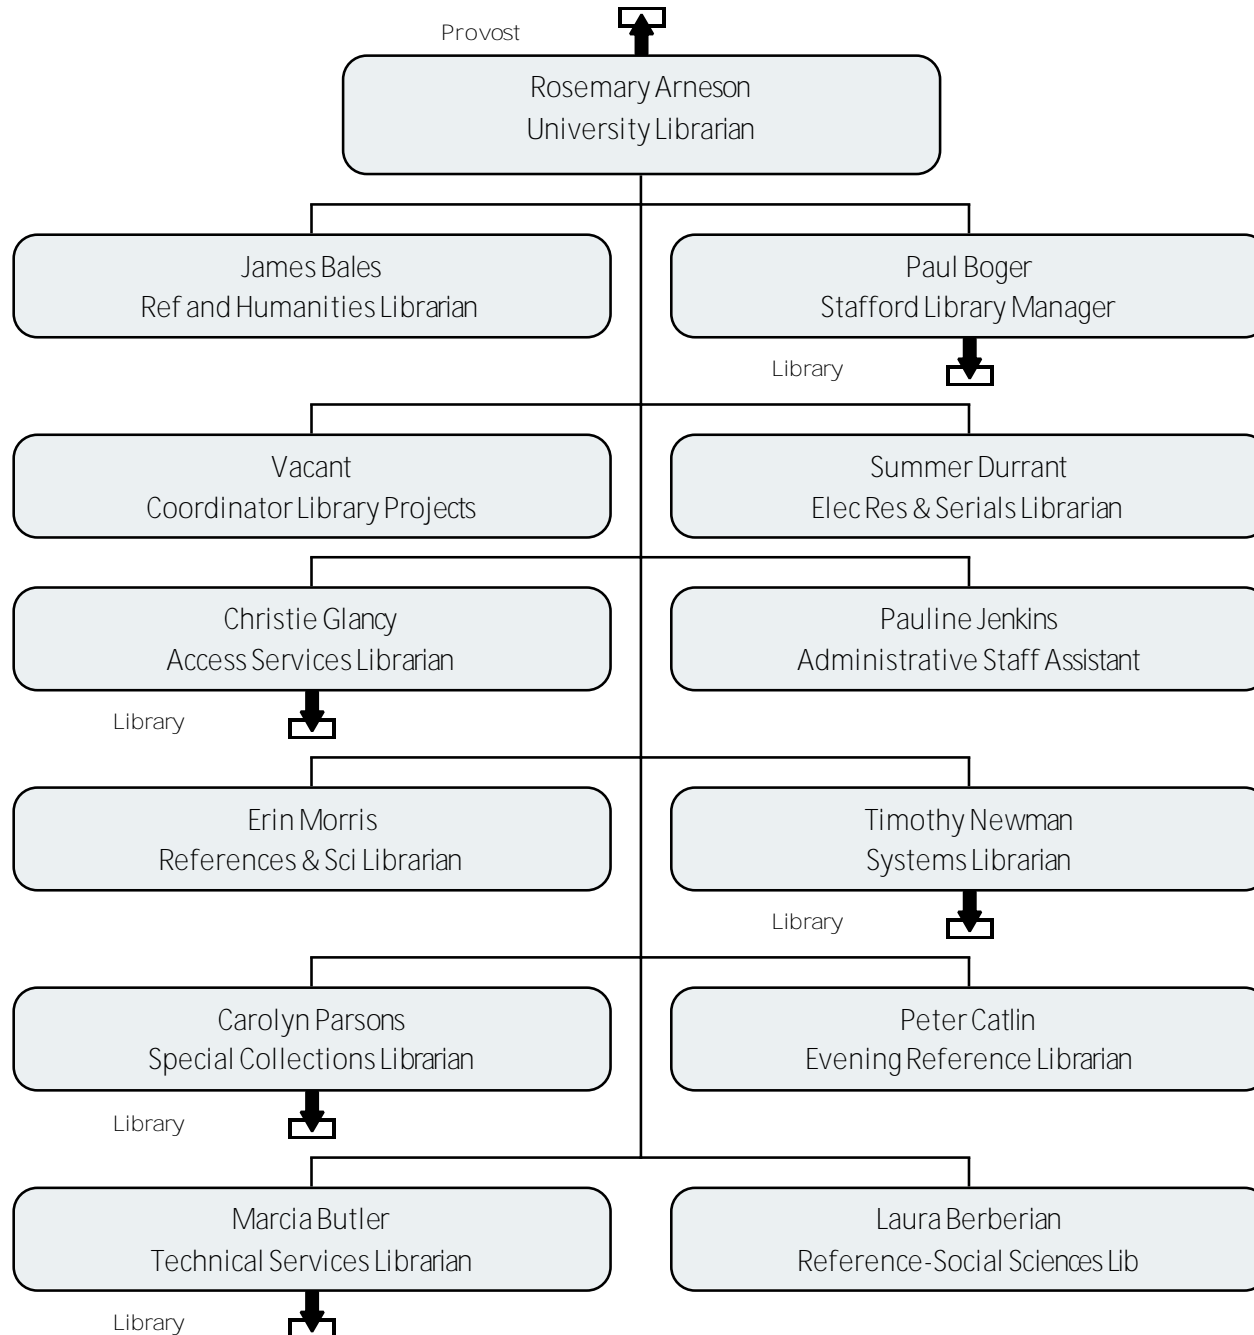 Provost
Rosemary Arneson
University Librarian
James Bales
Ref and Humanities Librarian
Paul Boger
Stafford Library Manager
Library
Vacant
Coordinator Library Projects
Summer Durrant
Elec Res & Serials Librarian
Christie Glancy
Access Services Librarian
Library
Pauline Jenkins
Administrative Staff Assistant
Erin Morris
References & Sci Librarian
Timothy Newman
Systems Librarian
Library
Carolyn Parsons
Special Collections Librarian
Library
Peter Catlin
Evening Reference Librarian
Marcia Butler
Technical Services Librarian
Library
Laura Berberian
Reference-Social Sciences Lib